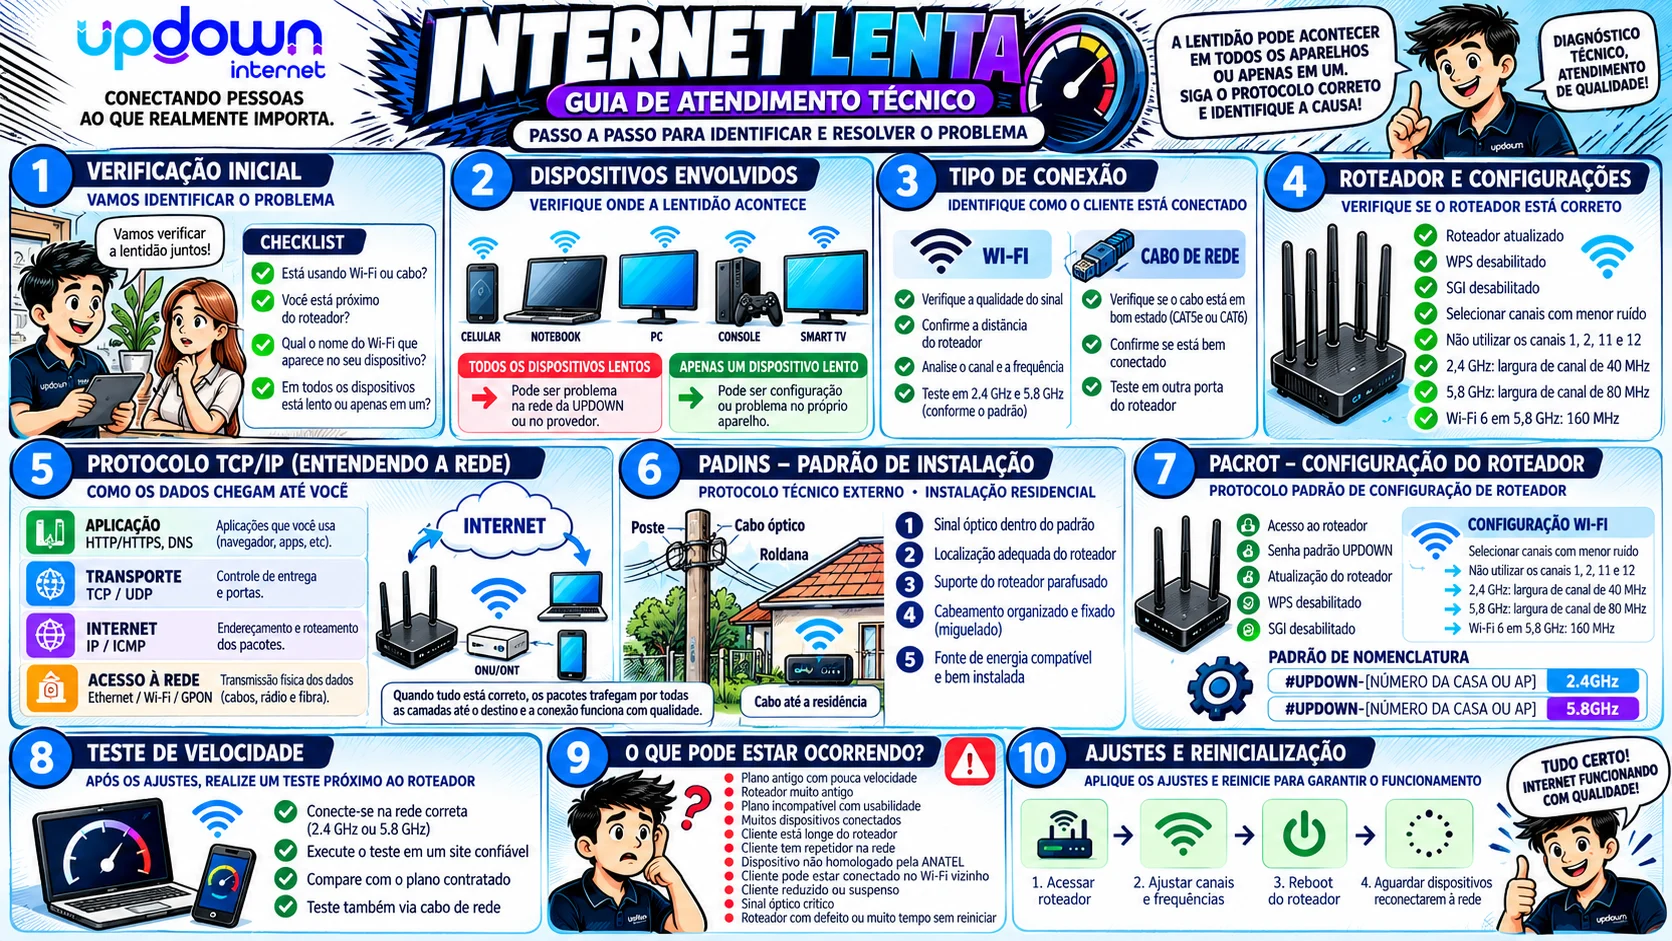 updown
internet
CONECTANDO PESSOAS
AO QUE REALMENTE IMPORTA.
INTERNET LENTA
GUIA DE ATENDIMENTO TÉCNICO
PASSO A PASSO PARA IDENTIFICAR E RESOLVER O PROBLEMA
A LENTIDÃO PODE ACONTECER
EM TODOS OS APARELHOS
OU APENAS EM UM.
SIGA O PROTOCOLO CORRETO
E IDENTIFIQUE A CAUSA!
DIAGNÓSTICO
TÉCNICO,
ATENDIMENTO
DE QUALIDADE!
updown
1 VERIFICAÇÃO INICIAL
VAMOS IDENTIFICAR O PROBLEMA
Vamos verificar
a lentidão juntos!
updown
CHECKLIST
Está usando Wi-Fi ou cabo?
Você está próximo
do roteador?
Qual o nome do Wi-Fi que
aparece no seu dispositivo?
Em todos os dispositivos
está lento ou apenas em um?
2 DISPOSITIVOS ENVOLVIDOS
VERIFIQUE ONDE A LENTIDÃO ACONTECE
CELULAR NOTEBOOK PC CONSOLE SMART TV
TODOS OS DISPOSITIVOS LENTOS
Pode ser problema
na rede da UPDOWN
ou no provedor.
APENAS UM DISPOSITIVO LENTO
Pode ser configuração
ou problema no próprio
aparelho.
3 TIPO DE CONEXÃO
IDENTIFIQUE COMO O CLIENTE ESTÁ CONECTADO
WI-FI
Verifique a qualidade do sinal
Confirme a distância
do roteador
Analise o canal e a frequência
Teste em 2.4 GHz e 5.8 GHz
(conforme o padrão)
CABO DE REDE
Verifique se o cabo está em
bom estado (CAT5e ou CAT6)
Confirme se está bem
conectado
Teste em outra porta
do roteador
4 ROTEADOR E CONFIGURAÇÕES
VERIFIQUE SE O ROTEADOR ESTÁ CORRETO
Roteador atualizado
WPS desabilitado
SGI desabilitado
Selecionar canais com menor ruído
Não utilizar os canais 1, 2, 11 e 12
2,4 GHz: largura de canal de 40 MHz
5,8 GHz: largura de canal de 80 MHz
Wi-Fi 6 em 5,8 GHz: 160 MHz
5 PROTOCOLO TCP/IP (ENTENDENDO A REDE)
COMO OS DADOS CHEGAM ATÉ VOCÊ
APLICAÇÃO
HTTP/HTTPS, DNS
Aplicações que você usa
(navegador, apps, etc).
TRANSPORTE
TCP / UDP
Controle de entrega
e portas.
INTERNET
IP / ICMP
Endereçamento e roteamento
dos pacotes.
ACESSO À REDE
Ethernet / Wi-Fi / GPON
Transmissão física dos dados
(cabos, rádio e fibra).
INTERNET
ONU/ONT
Quando tudo está correto, os pacotes trafegam por todas
as camadas até o destino e a conexão funciona com qualidade.
6 PADINS – PADRÃO DE INSTALAÇÃO
PROTOCOLO TÉCNICO EXTERNO • INSTALAÇÃO RESIDENCIAL
Poste
Cabo óptico
Roldana
Cabo até a residência
1 Sinal óptico dentro do padrão
2 Localização adequada do roteador
3 Suporte do roteador parafusado
4 Cabeamento organizado e fixado
(miguelado)
5 Fonte de energia compatível
e bem instalada
7 PACROT – CONFIGURAÇÃO DO ROTEADOR
PROTOCOLO PADRÃO DE CONFIGURAÇÃO DE ROTEADOR
Acesso ao roteador
Senha padrão UPDOWN
Atualização do roteador
WPS desabilitado
SGI desabilitado
CONFIGURAÇÃO WI-FI
Selecionar canais com menor ruído
Não utilizar os canais 1, 2, 11 e 12
2,4 GHz: largura de canal de 40 MHz
5,8 GHz: largura de canal de 80 MHz
Wi-Fi 6 em 5,8 GHz: 160 MHz
PADRÃO DE NOMENCLATURA
#UPDOWN-[NÚMERO DA CASA OU AP] 2.4GHz
#UPDOWN-[NÚMERO DA CASA OU AP] 5.8GHz
8 TESTE DE VELOCIDADE
APÓS OS AJUSTES, REALIZE UM TESTE PRÓXIMO AO ROTEADOR
Conecte-se na rede correta
(2.4 GHz ou 5.8 GHz)
Execute o teste em um site confiável
Compare com o plano contratado
Teste também via cabo de rede
9 O QUE PODE ESTAR OCORRENDO?
?
Plano antigo com pouca velocidade
Roteador muito antigo
Plano incompatível com usabilidade
Muitos dispositivos conectados
Cliente está longe do roteador
Cliente tem repetidor na rede
Dispositivo não homologado pela ANATEL
Cliente pode estar conectado no Wi-Fi vizinho
Cliente reduzido ou suspenso
Sinal óptico crítico
Roteador com defeito ou muito tempo sem reiniciar
10 AJUSTES E REINICIALIZAÇÃO
APLIQUE OS AJUSTES E REINICIE PARA GARANTIR O FUNCIONAMENTO
1. Acessar
roteador
2. Ajustar canais
e frequências
3. Reboot
do roteador
4. Aguardar dispositivos
reconectarem à rede
TUDO CERTO!
INTERNET FUNCIONANDO
COM QUALIDADE!
updown